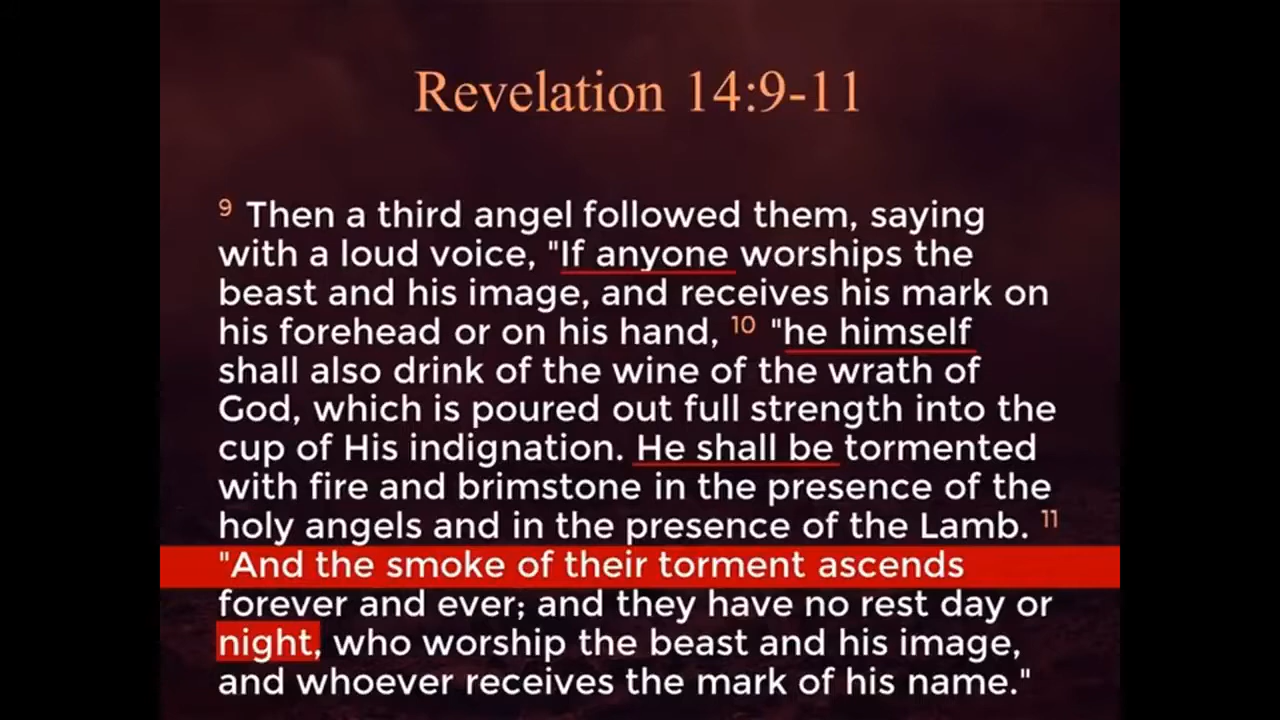 Revelation 14:9-11
9 Then a third angel followed them, saying
with a loud voice, "If anyone worships the
beast and his image, and receives his mark on
his forehead or on his hand, 10 "he himself
shall also drink of the wine of the wrath of
God, which is poured out full strength into the
cup of His indignation. He shall be tormented
with fire and brimstone in the presence of the
holy angels and in the presence of the Lamb. 11
"And the smoke of their torment ascends
forever and ever; and they have no rest day or
night, who worship the beast and his image,
and whoever receives the mark of his name."